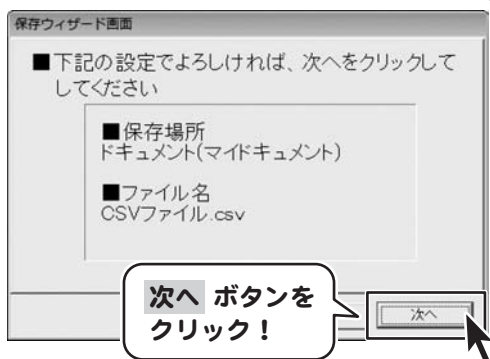 保存ウィザード画面
■下記の設定でよろしければ、次へをクリックして
してください
■保存場所
ドキュメント(マイドキュメント)
■ファイル名
CSVファイル.csv
次へ ボタンを
クリック！
次へ